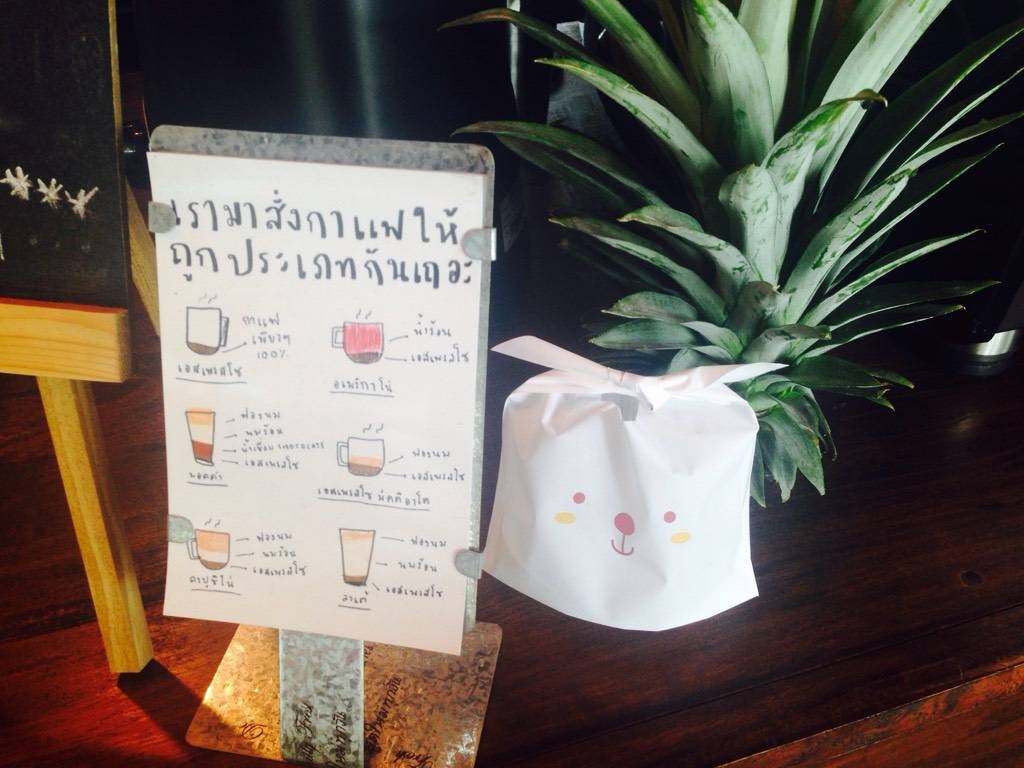 เรามาสั่งกาแฟให้
ถูกประเภทกันเถอะ
กาแฟ
เพียวๆ
100%
เอสเพรสโซ
น้ำร้อน
เอสเพรสโซ
อเมริกาโน่
ฟองนม
นมร้อน
น้ำเชื่อม
เอสเพรสโซ
มอคค่า
ฟองนม
เอสเพรสโซ
เอสเพรสโซ มัคคิอาโต
ฟองนม
นมร้อน
เอสเพรสโซ
คาปูชิโน่
ฟองนม
นมร้อน
เอสเพรสโซ
ลาเต้